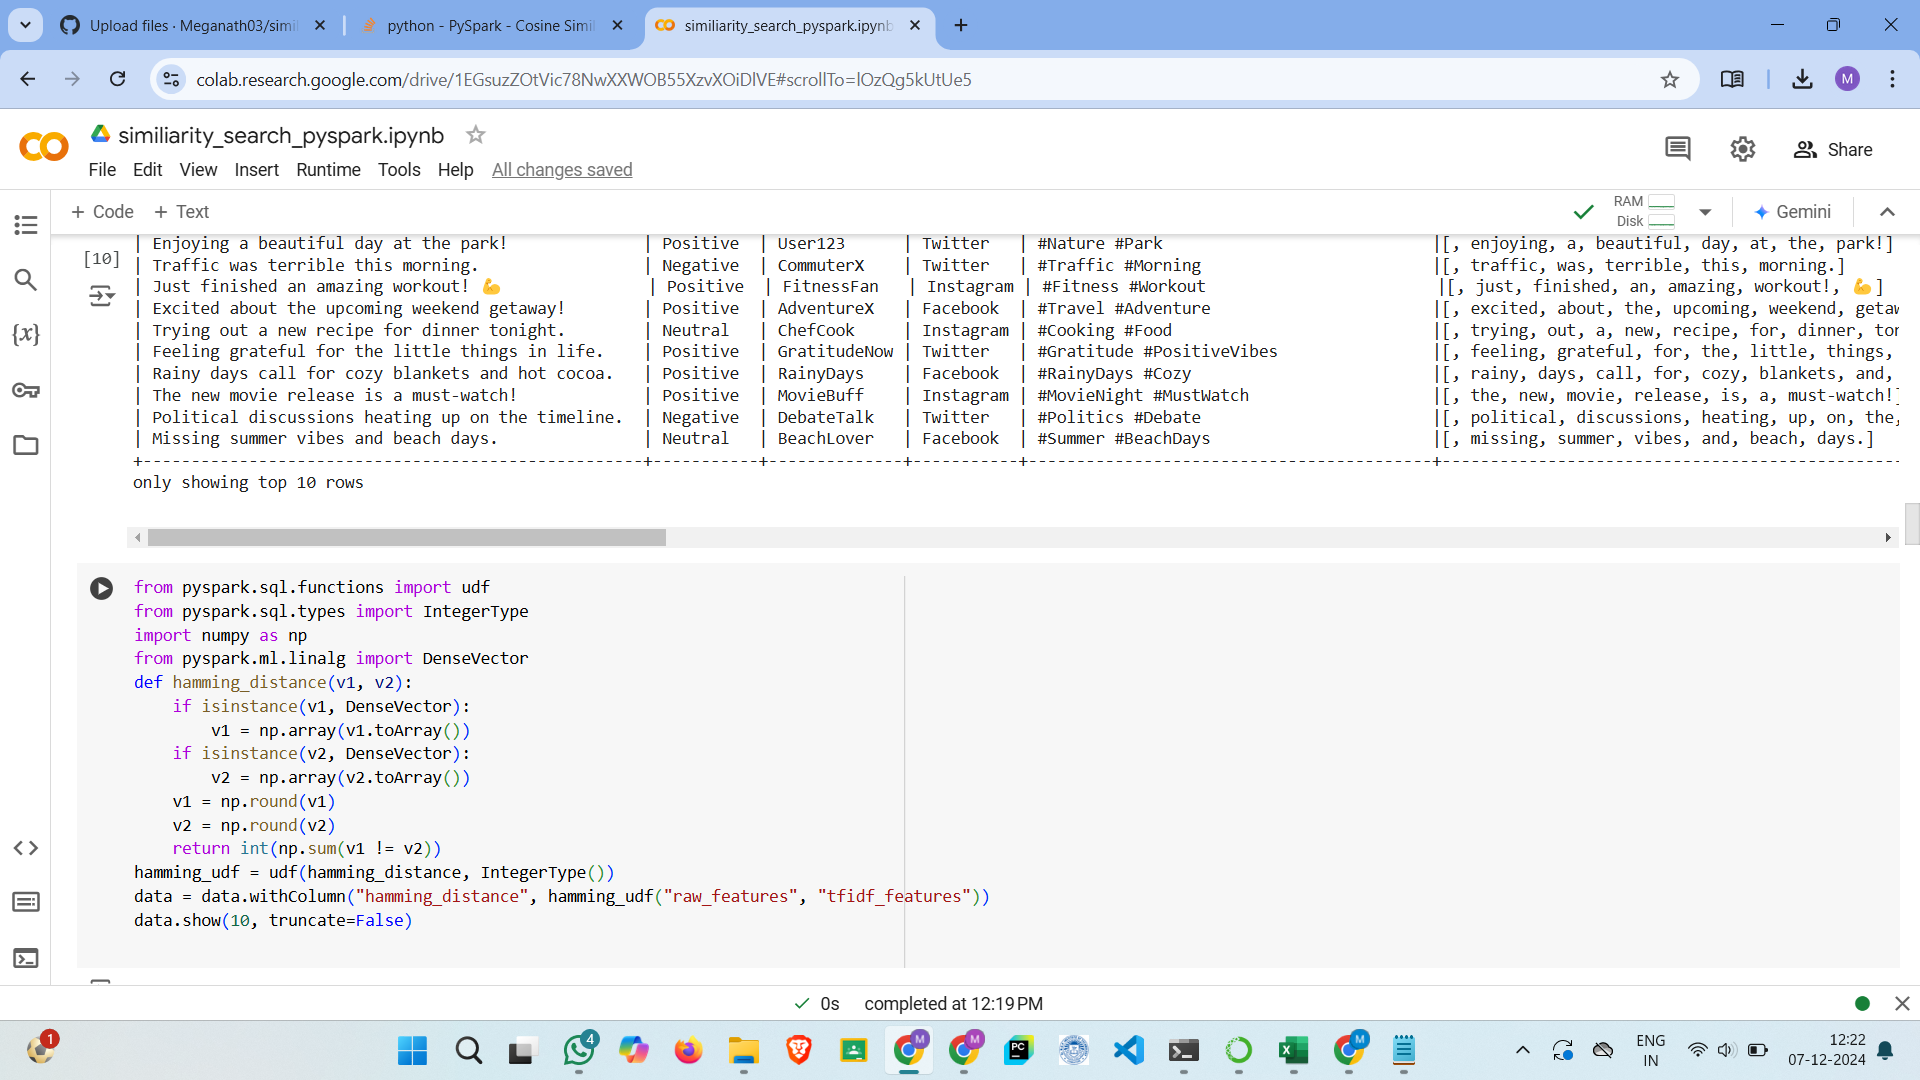 Upload files · Meganath03/simil
python - PySpark - Cosine Simil
similiarity_search_pyspark.ipynb
colab.research.google.com/drive/1EGsuzZOtVic78NwXXWOB55XzvXOiDlVE#scrollTo=lOzQg5kUtUe5
M
similiarity_search_pyspark.ipynb
File Edit View Insert Runtime Tools Help All changes saved
Share
+ Code + Text
RAM
Disk
Gemini
[10]
| Enjoying a beautiful day at the park! | Positive | User123 | Twitter | #Nature #Park |[, enjoying, a, beautiful, day, at, the, park!]
| Traffic was terrible this morning. | Negative | CommuterX | Twitter | #Traffic #Morning |[, traffic, was, terrible, this, morning.]
| Just finished an amazing workout! 💪 | Positive | FitnessFan | Instagram | #Fitness #Workout |[, just, finished, an, amazing, workout!, 💪]
| Excited about the upcoming weekend getaway! | Positive | AdventureX | Facebook | #Travel #Adventure |[, excited, about, the, upcoming, weekend, getaw
| Trying out a new recipe for dinner tonight. | Neutral | ChefCook | Instagram | #Cooking #Food |[, trying, out, a, new, recipe, for, dinner, ton
| Feeling grateful for the little things in life. | Positive | GratitudeNow | Twitter | #Gratitude #PositiveVibes |[, feeling, grateful, for, the, little, things,
| Rainy days call for cozy blankets and hot cocoa. | Positive | RainyDays | Facebook | #RainyDays #Cozy |[, rainy, days, call, for, cozy, blankets, and,
| The new movie release is a must-watch! | Positive | MovieBuff | Instagram | #MovieNight #MustWatch |[, the, new, movie, release, is, a, must-watch!]
| Political discussions heating up on the timeline. | Negative | DebateTalk | Twitter | #Politics #Debate |[, political, discussions, heating, up, on, the,
| Missing summer vibes and beach days. | Neutral | BeachLover | Facebook | #Summer #BeachDays |[, missing, summer, vibes, and, beach, days.]
only showing top 10 rows
from pyspark.sql.functions import udf
from pyspark.sql.types import IntegerType
import numpy as np
from pyspark.ml.linalg import DenseVector
def hamming_distance(v1, v2):
    if isinstance(v1, DenseVector):
        v1 = np.array(v1.toArray())
    if isinstance(v2, DenseVector):
        v2 = np.array(v2.toArray())
    v1 = np.round(v1)
    v2 = np.round(v2)
    return int(np.sum(v1 != v2))
hamming_udf = udf(hamming_distance, IntegerType())
data = data.withColumn("hamming_distance", hamming_udf("raw_features", "tfidf_features"))
data.show(10, truncate=False)
0s completed at 12:19 PM
1
4
M
M
PC
M
ENG
IN
12:22
07-12-2024